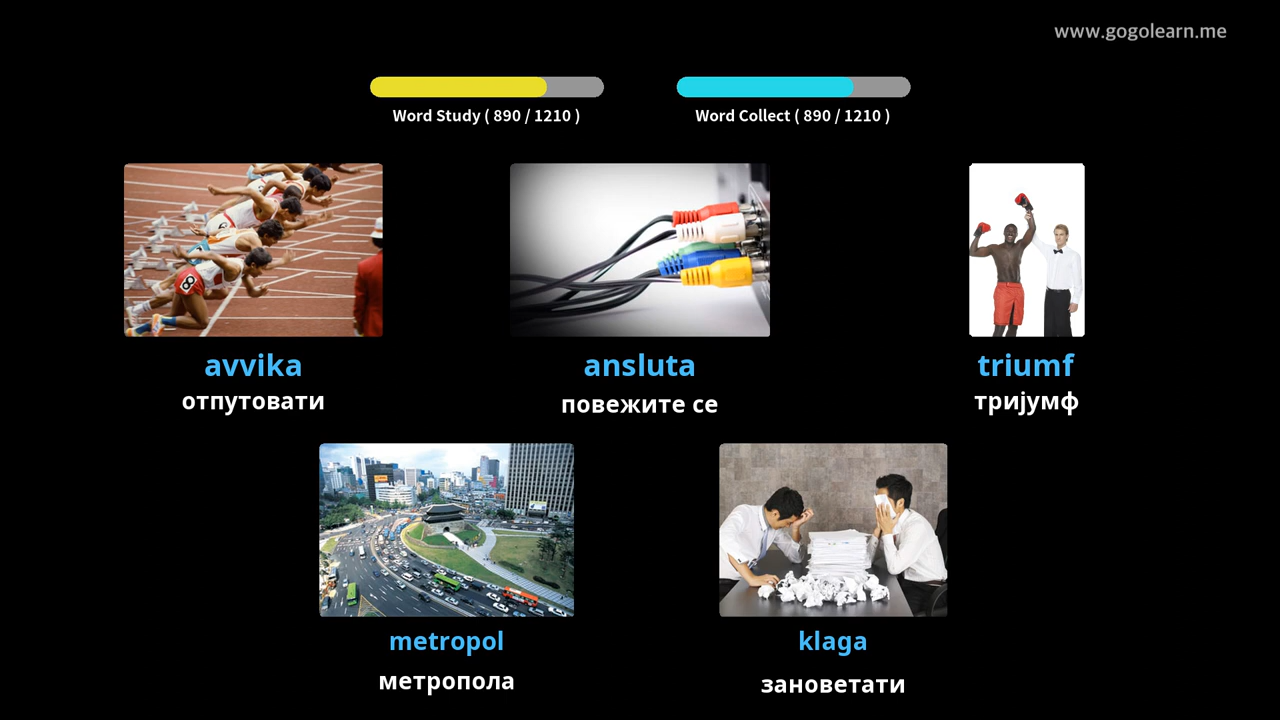 www.gogolearn.me
Word Study ( 890 / 1210 )
Word Collect ( 890 / 1210 )
8
avvika
отпутовати
ansluta
повежите се
triumf
тријумф
metropol
метропола
klaga
зановетати